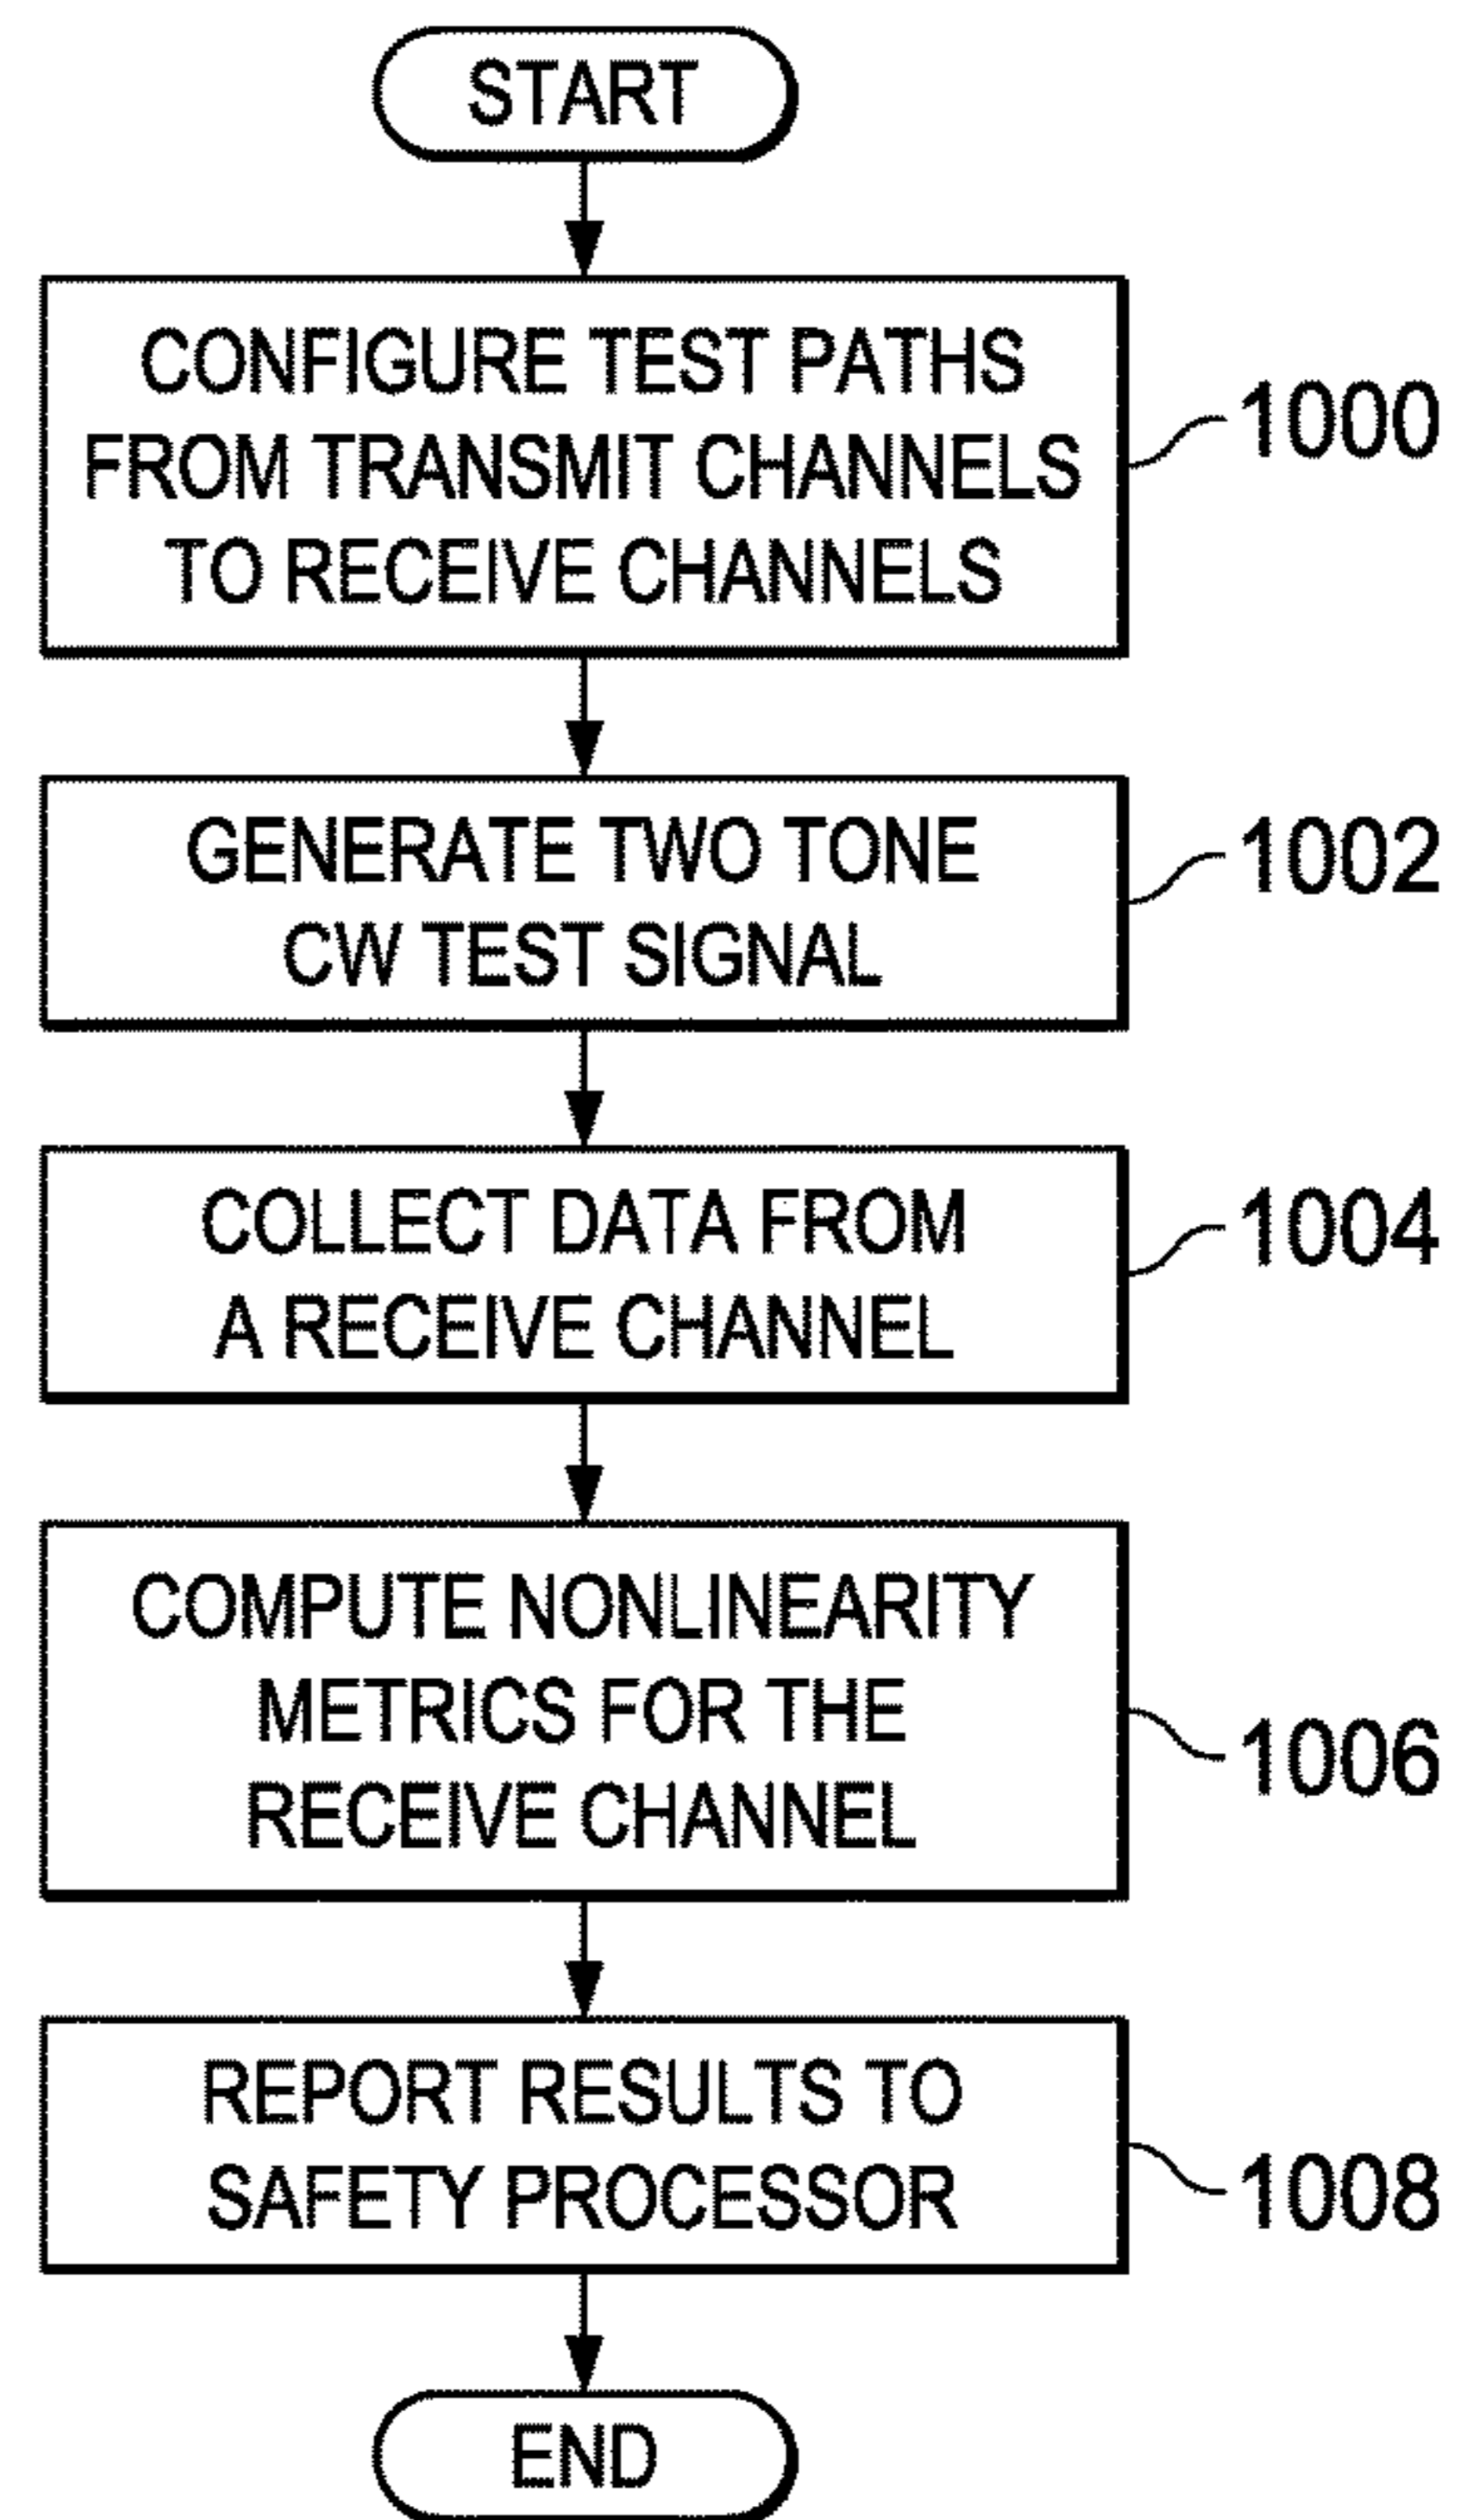 START
CONFIGURE TEST PATHS
FROM TRANSMIT CHANNELS
TO RECEIVE CHANNELS
1000
GENERATE TWO TONE
CW TEST SIGNAL
1002
COLLECT DATA FROM
A RECEIVE CHANNEL
1004
COMPUTE NONLINEARITY
METRICS FOR THE
RECEIVE CHANNEL
1006
REPORT RESULTS TO
SAFETY PROCESSOR
1008
END